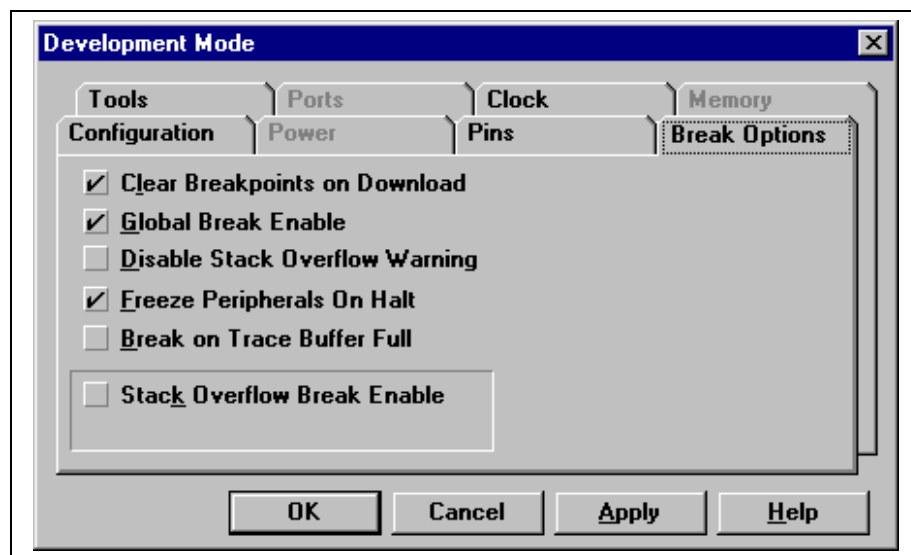 Development Mode
Tools Ports Clock Memory
Configuration Power Pins Break Options
Clear Breakpoints on Download
Global Break Enable
Disable Stack Overflow Warning
Freeze Peripherals On Halt
Break on Trace Buffer Full
Stack Overflow Break Enable
OK Cancel Apply Help